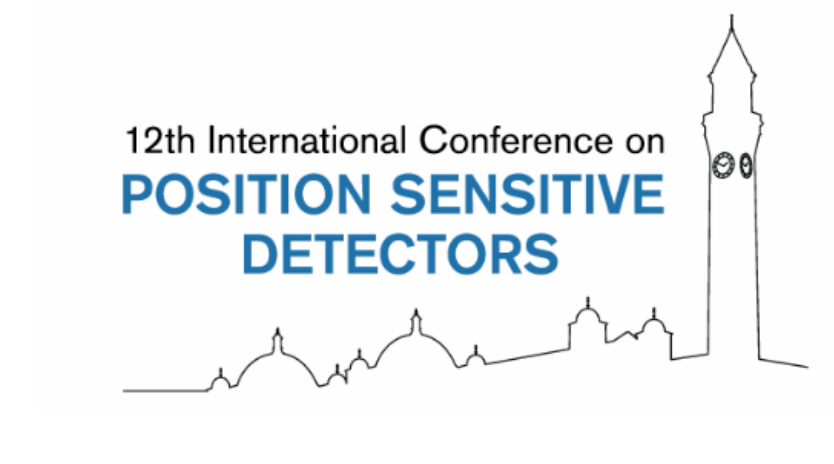 12th International Conference on
POSITION SENSITIVE
DETECTORS